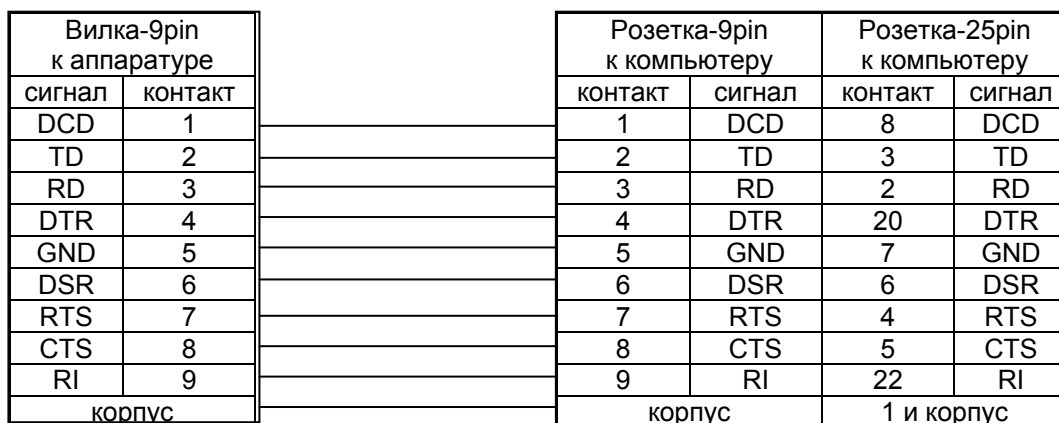 Вилка-9pin Розетка-9pin Розетка-25pin
к аппаратуре к компьютеру к компьютеру
сигнал контакт контакт сигнал контакт сигнал
DCD 1 1 DCD 8 DCD
TD 2 2 TD 3 TD
RD 3 3 RD 2 RD
DTR 4 4 DTR 20 DTR
GND 5 5 GND 7 GND
DSR 6 6 DSR 6 DSR
RTS 7 7 RTS 4 RTS
CTS 8 8 CTS 5 CTS
RI 9 9 RI 22 RI
корпус корпус 1 и корпус